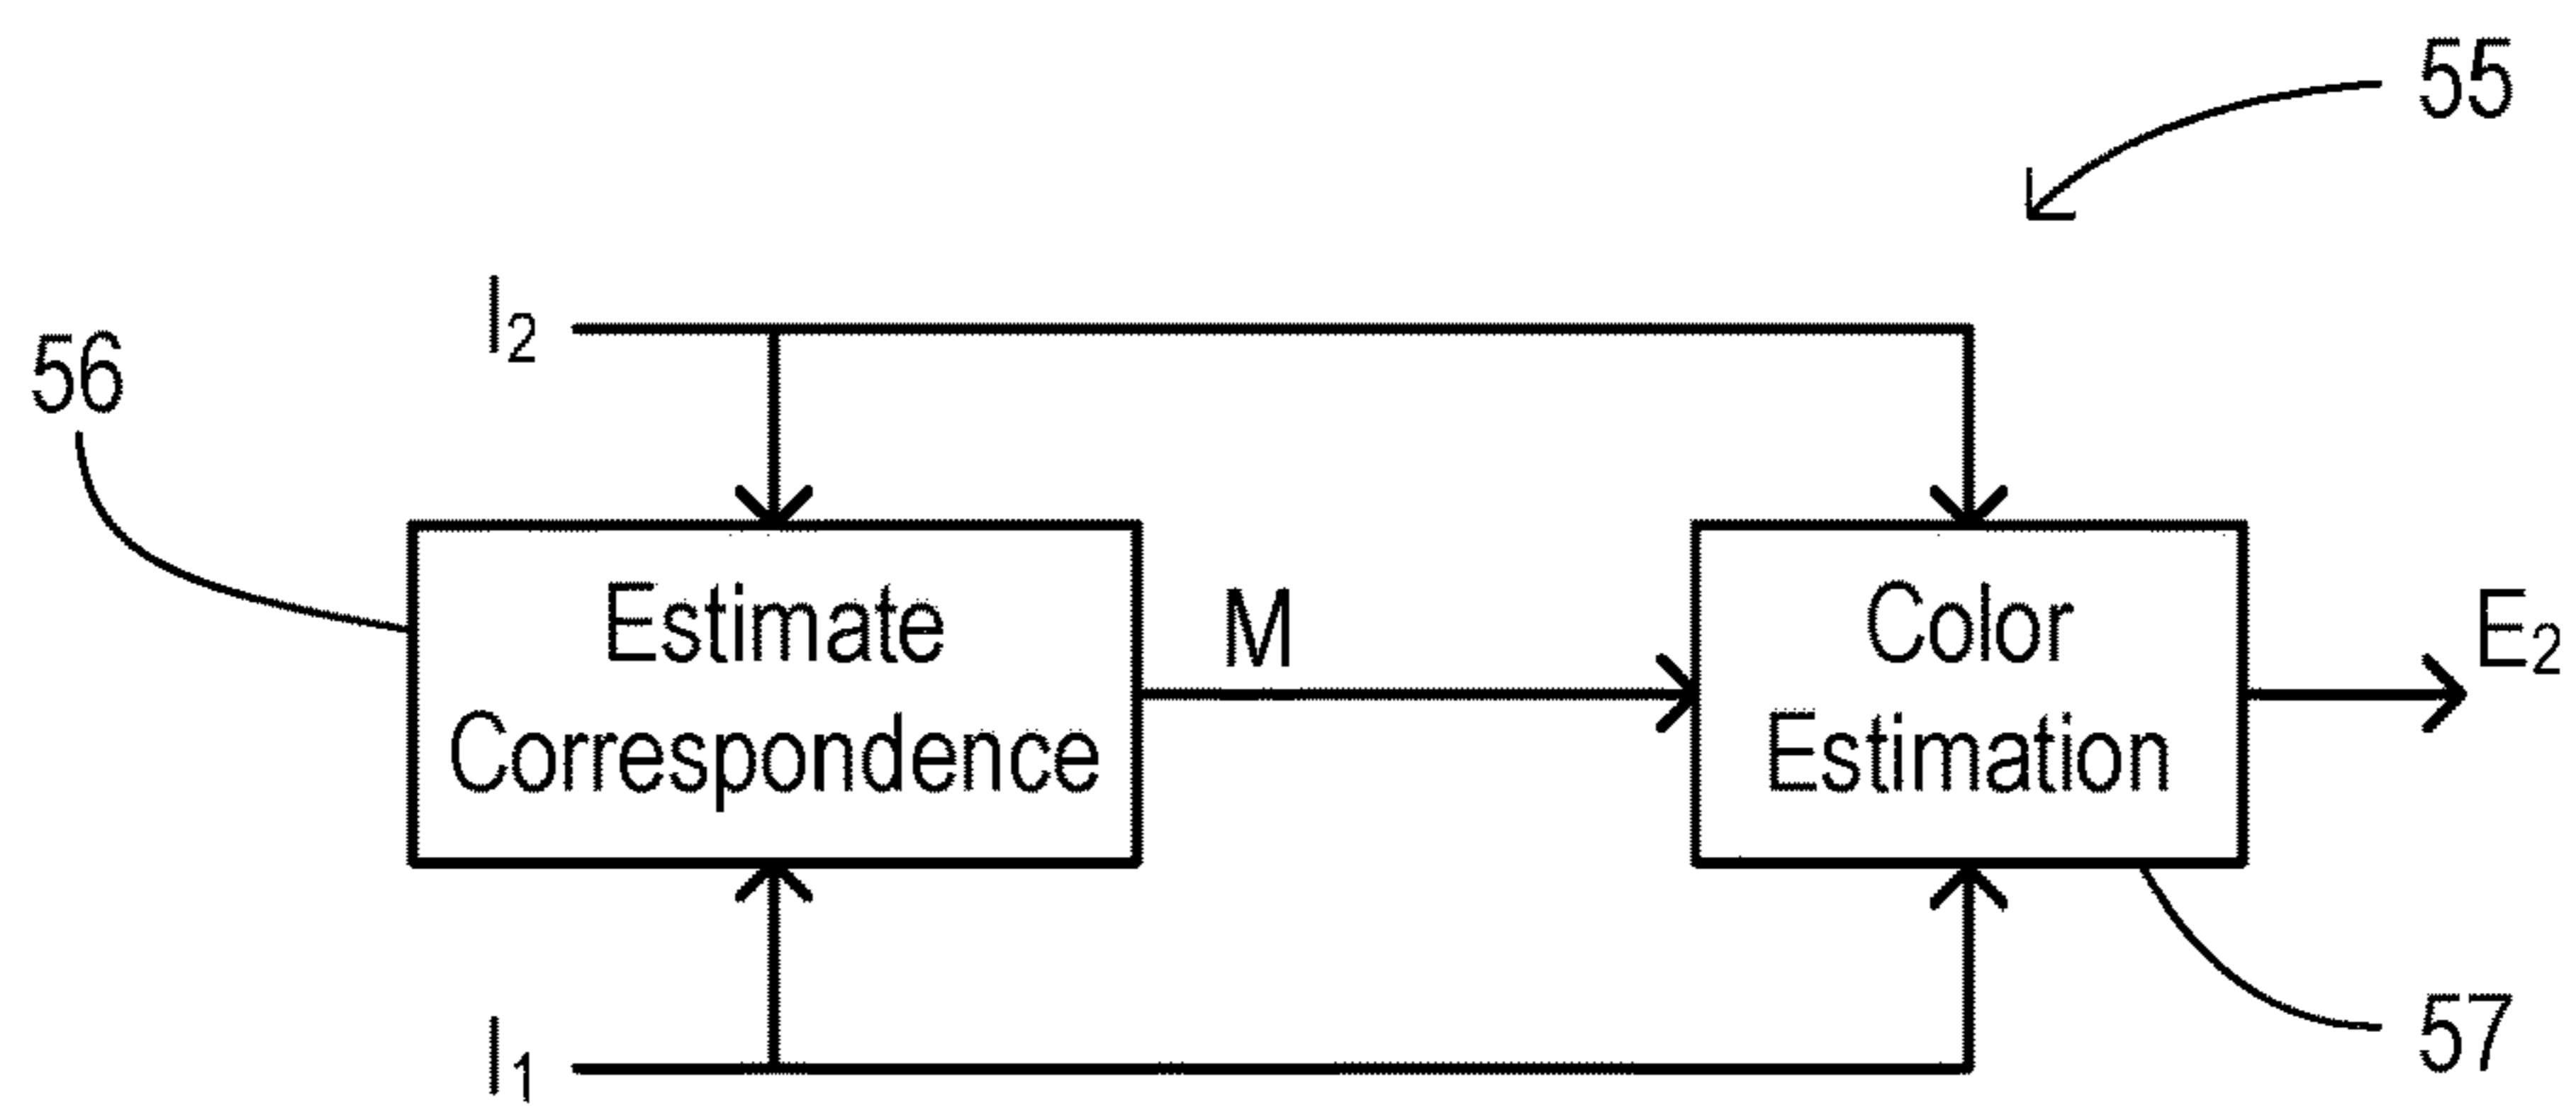 55
I2
56
Estimate
Correspondence
M
Color
Estimation
E2
I1
57